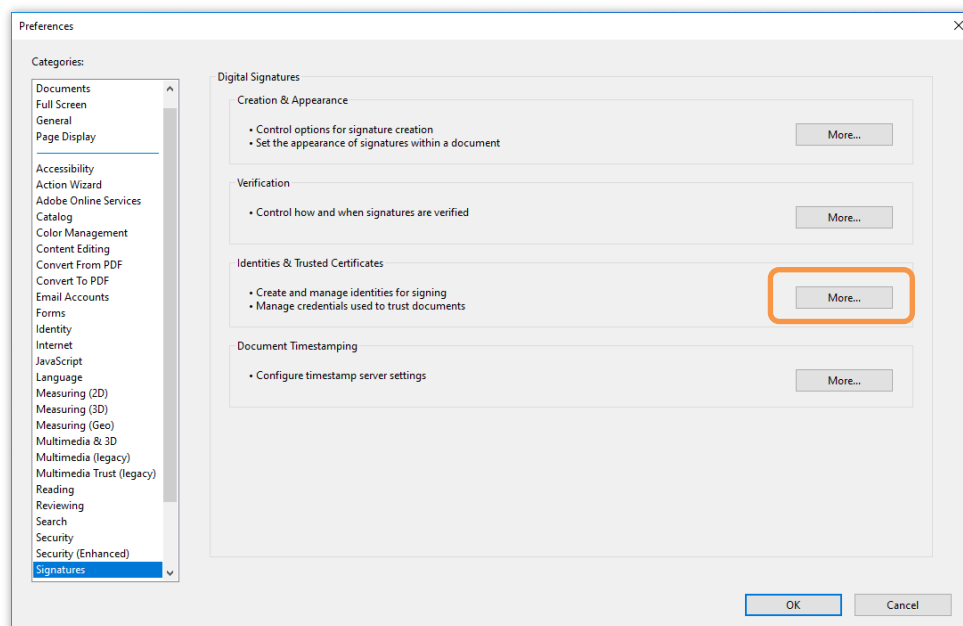 Preferences
Categories:
Documents
Full Screen
General
Page Display
Accessibility
Action Wizard
Adobe Online Services
Catalog
Color Management
Content Editing
Convert From PDF
Convert To PDF
Email Accounts
Forms
Identity
Internet
JavaScript
Language
Measuring (2D)
Measuring (3D)
Measuring (Geo)
Multimedia & 3D
Multimedia (legacy)
Multimedia Trust (legacy)
Reading
Reviewing
Search
Security
Security (Enhanced)
Signatures
Digital Signatures
Creation & Appearance
• Control options for signature creation
• Set the appearance of signatures within a document
More...
Verification
• Control how and when signatures are verified
More...
Identities & Trusted Certificates
• Create and manage identities for signing
• Manage credentials used to trust documents
More...
Document Timestamping
• Configure timestamp server settings
More...
OK
Cancel